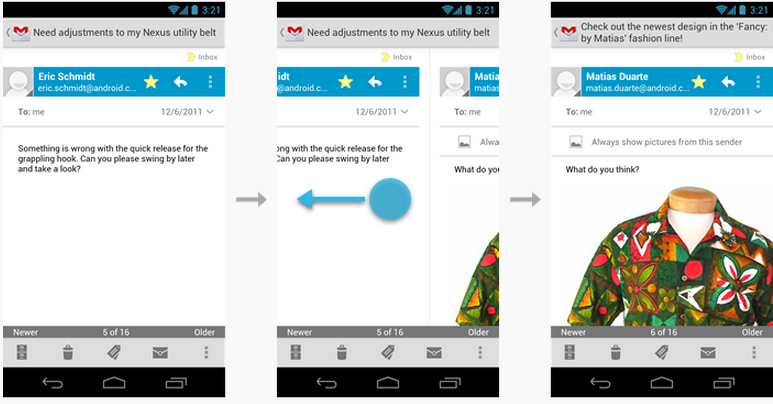 3:21
Need adjustments to my Nexus utility belt
Inbox
Eric Schmidt
eric.schmidt@android.c...
To: me
12/6/2011
Something is wrong with the quick release for the
grappling hook. Can you please swing by later
and take a look?
Newer
5 of 16
Older
3:21
Need adjustments to my Nexus utility belt
Inbox
idt
@android.c...
Matia
matias
12/6/2011
To: me
ong with the quick release for the
Can you please swing by later
Alwa
What do yo
Newer
5 of 16
Older
3:21
Check out the newest design in the 'Fancy:
by Matias' fashion line!
Inbox
Matias Duarte
matias.duarte@android.c...
To: me
12/6/2011
Always show pictures from this sender
What do you think?
Newer
6 of 16
Older